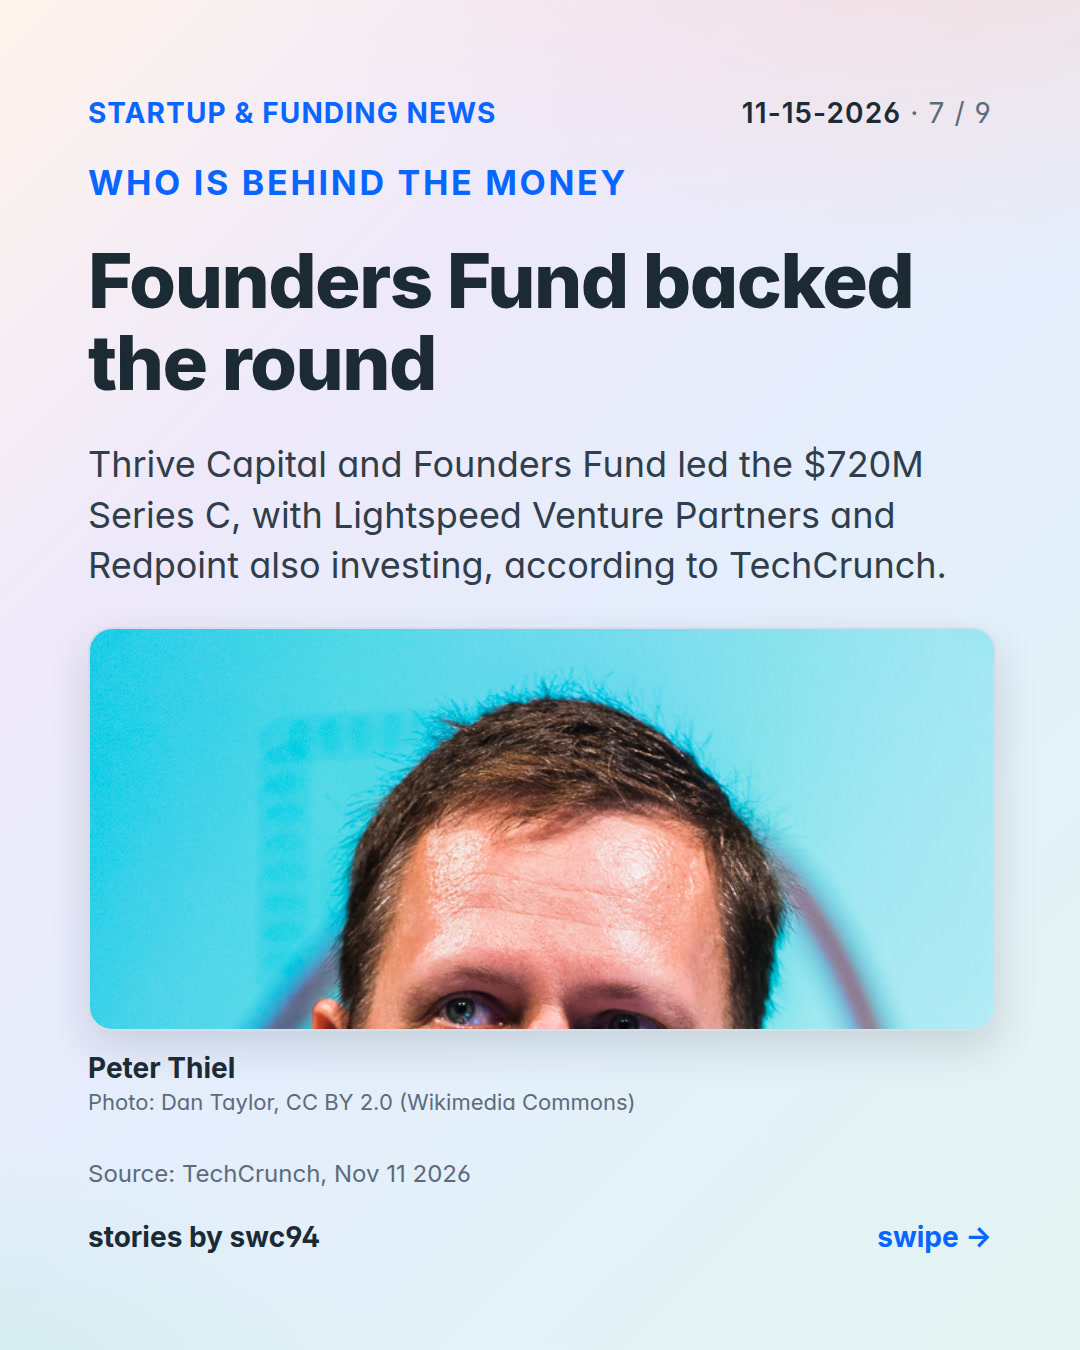 STARTUP & FUNDING NEWS
11-15-2026 · 7 / 9
WHO IS BEHIND THE MONEY
Founders Fund backed
the round
Thrive Capital and Founders Fund led the $720M
Series C, with Lightspeed Venture Partners and
Redpoint also investing, according to TechCrunch.
Peter Thiel
Photo: Dan Taylor, CC BY 2.0 (Wikimedia Commons)
Source: TechCrunch, Nov 11 2026
stories by swc94
swipe →